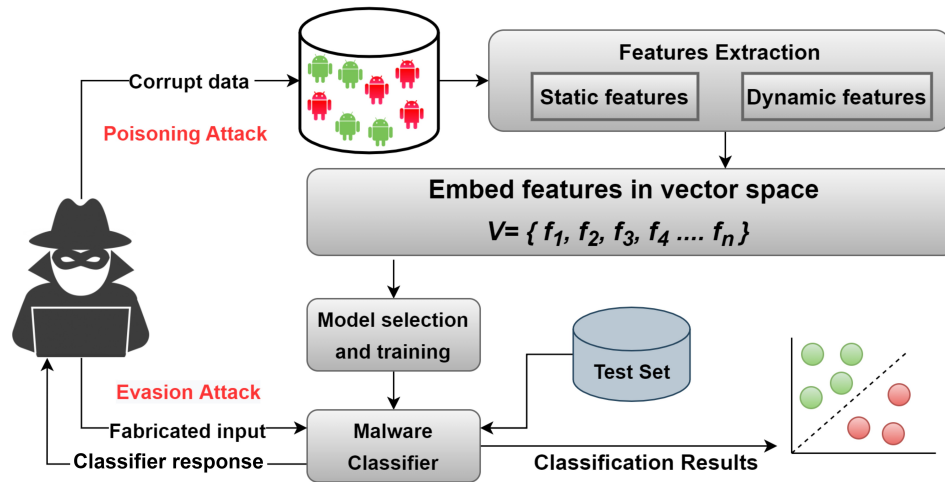 Corrupt data
Poisoning Attack
Features Extraction
Static features
Dynamic features
Embed features in vector space
V= { f1, f2, f3, f4 .... fn }
Model selection
and training
Test Set
Evasion Attack
Fabricated input
Classifier response
Malware
Classifier
Classification Results